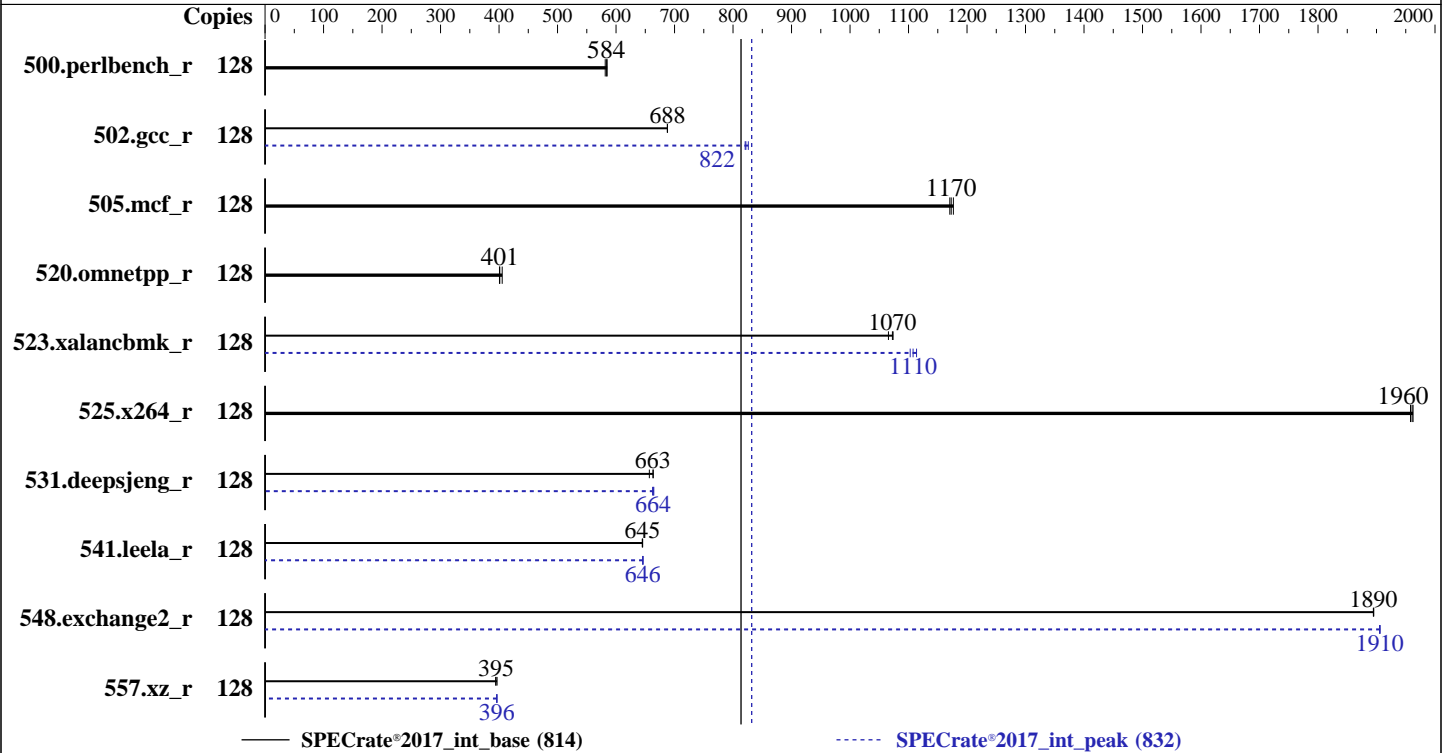 Copies 0 100 200 300 400 500 600 700 800 900 1000 1100 1200 1300 1400 1500 1600 1700 1800 2000
584
500.perlbench_r 128
688
502.gcc_r 128
822
1170
505.mcf_r 128
401
520.omnetpp_r 128
1070
523.xalancbmk_r 128
1110
1960
525.x264_r 128
663
531.deepsjeng_r 128
664
645
541.leela_r 128
646
1890
548.exchange2_r 128
1910
395
557.xz_r 128
396
SPECrate®2017_int_base (814) SPECrate®2017_int_peak (832)